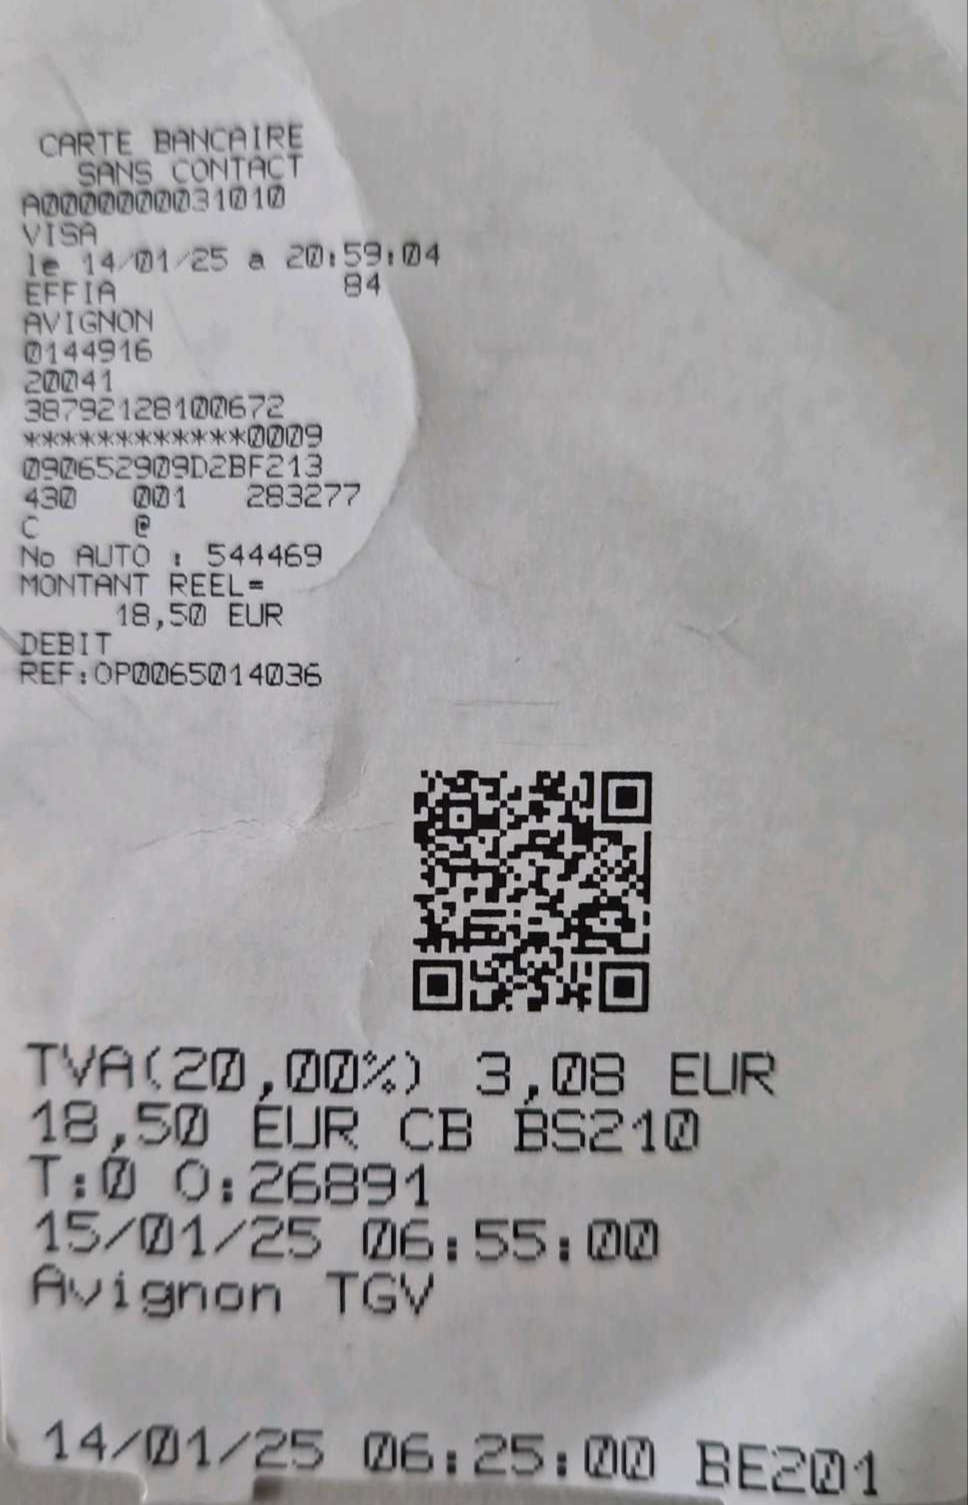 CARTE BANCAIRE
SANS CONTACT
A0000000031010
VISA
le 14/01/25 a 20:59:04
EFFIA 84
AVIGNON
0144916
20041
38792128100672
************0009
090652909D2BF213
430 001 283277
C @
No AUTO : 544469
MONTANT REEL=
18,50 EUR
DEBIT
REF:OP0065014036
TVA(20,00%) 3,08 EUR
18,50 EUR CB BS210
T:0 O:26891
15/01/25 06:55:00
Avignon TGV
14/01/25 06:25:00 BE201